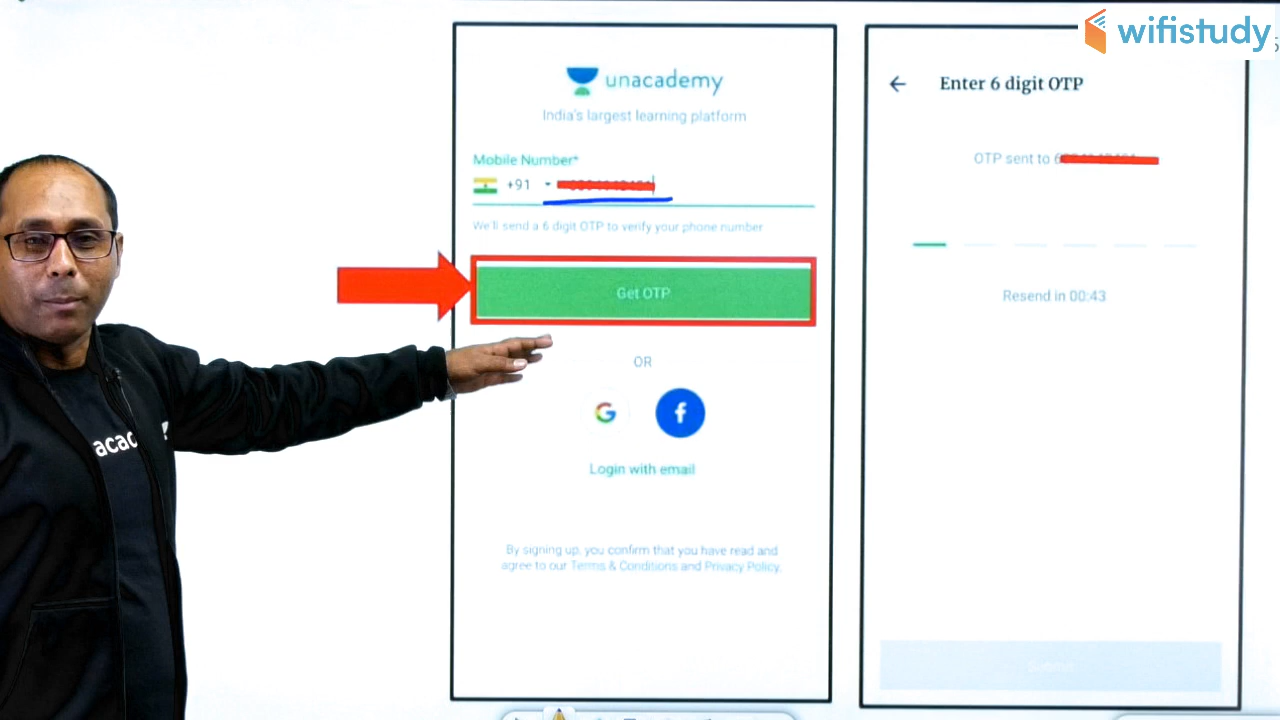 wifistudy
unacademy
India's largest learning platform
Mobile Number*
+91
We'll send a 6 digit OTP to verify your phone number
Get OTP
OR
G f
Login with email
By signing up, you confirm that you have read and
agree to our Terms & Conditions and Privacy Policy.
Enter 6 digit OTP
OTP sent to 6
Resend in 00:43
Submit
acad